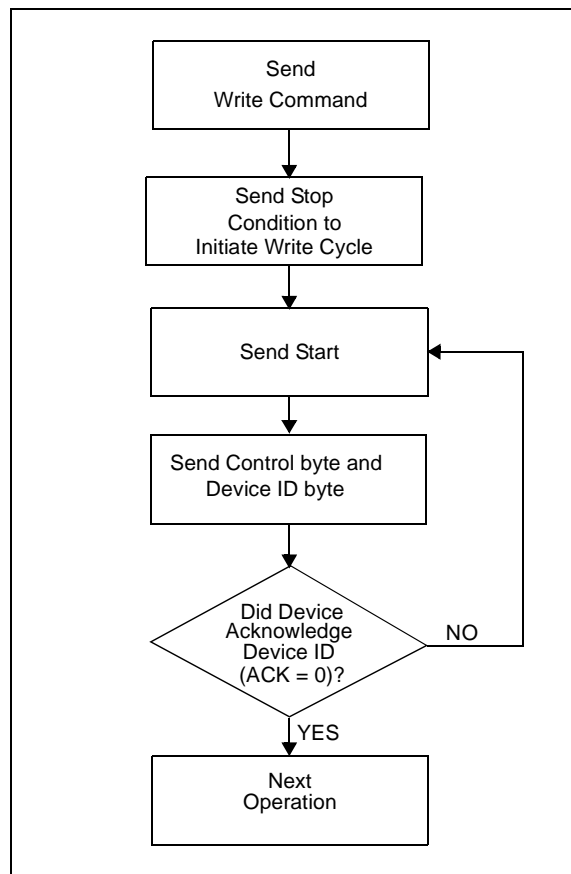 Send
Write Command
Send Stop
Condition to
Initiate Write Cycle
Send Start
Send Control byte and
Device ID byte
Did Device
Acknowledge
Device ID
(ACK = 0)?
NO
YES
Next
Operation